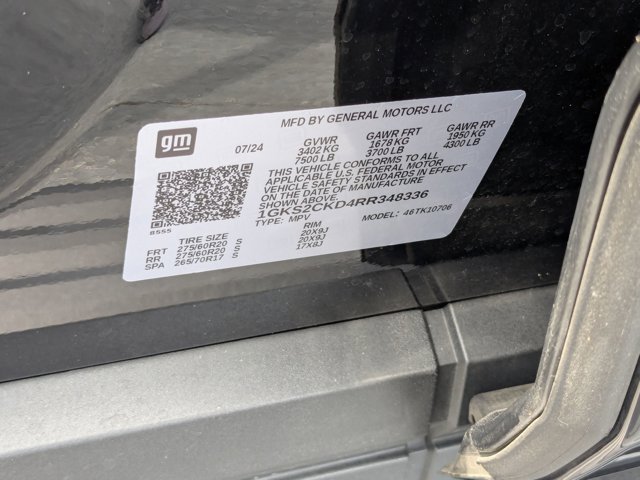 MFD BY GENERAL MOTORS LLC
gm
07/24
GVWR GAWR FRT GAWR RR
3402 KG 1678 KG 1950 KG
7500 LB 3700 LB 4300 LB
THIS VEHICLE CONFORMS TO ALL
APPLICABLE U.S. FEDERAL MOTOR
VEHICLE SAFETY STANDARDS IN EFFECT
ON THE DATE OF MANUFACTURE
SHOWN ABOVE.
1GKS2CKD4RR348336
TYPE: MPV MODEL: 46TK10706
8555
TIRE SIZE RIM
FRT 275/60R20 S 20X9J
RR 275/60R20 S 20X9J
SPA 265/70R17 S 17X8J